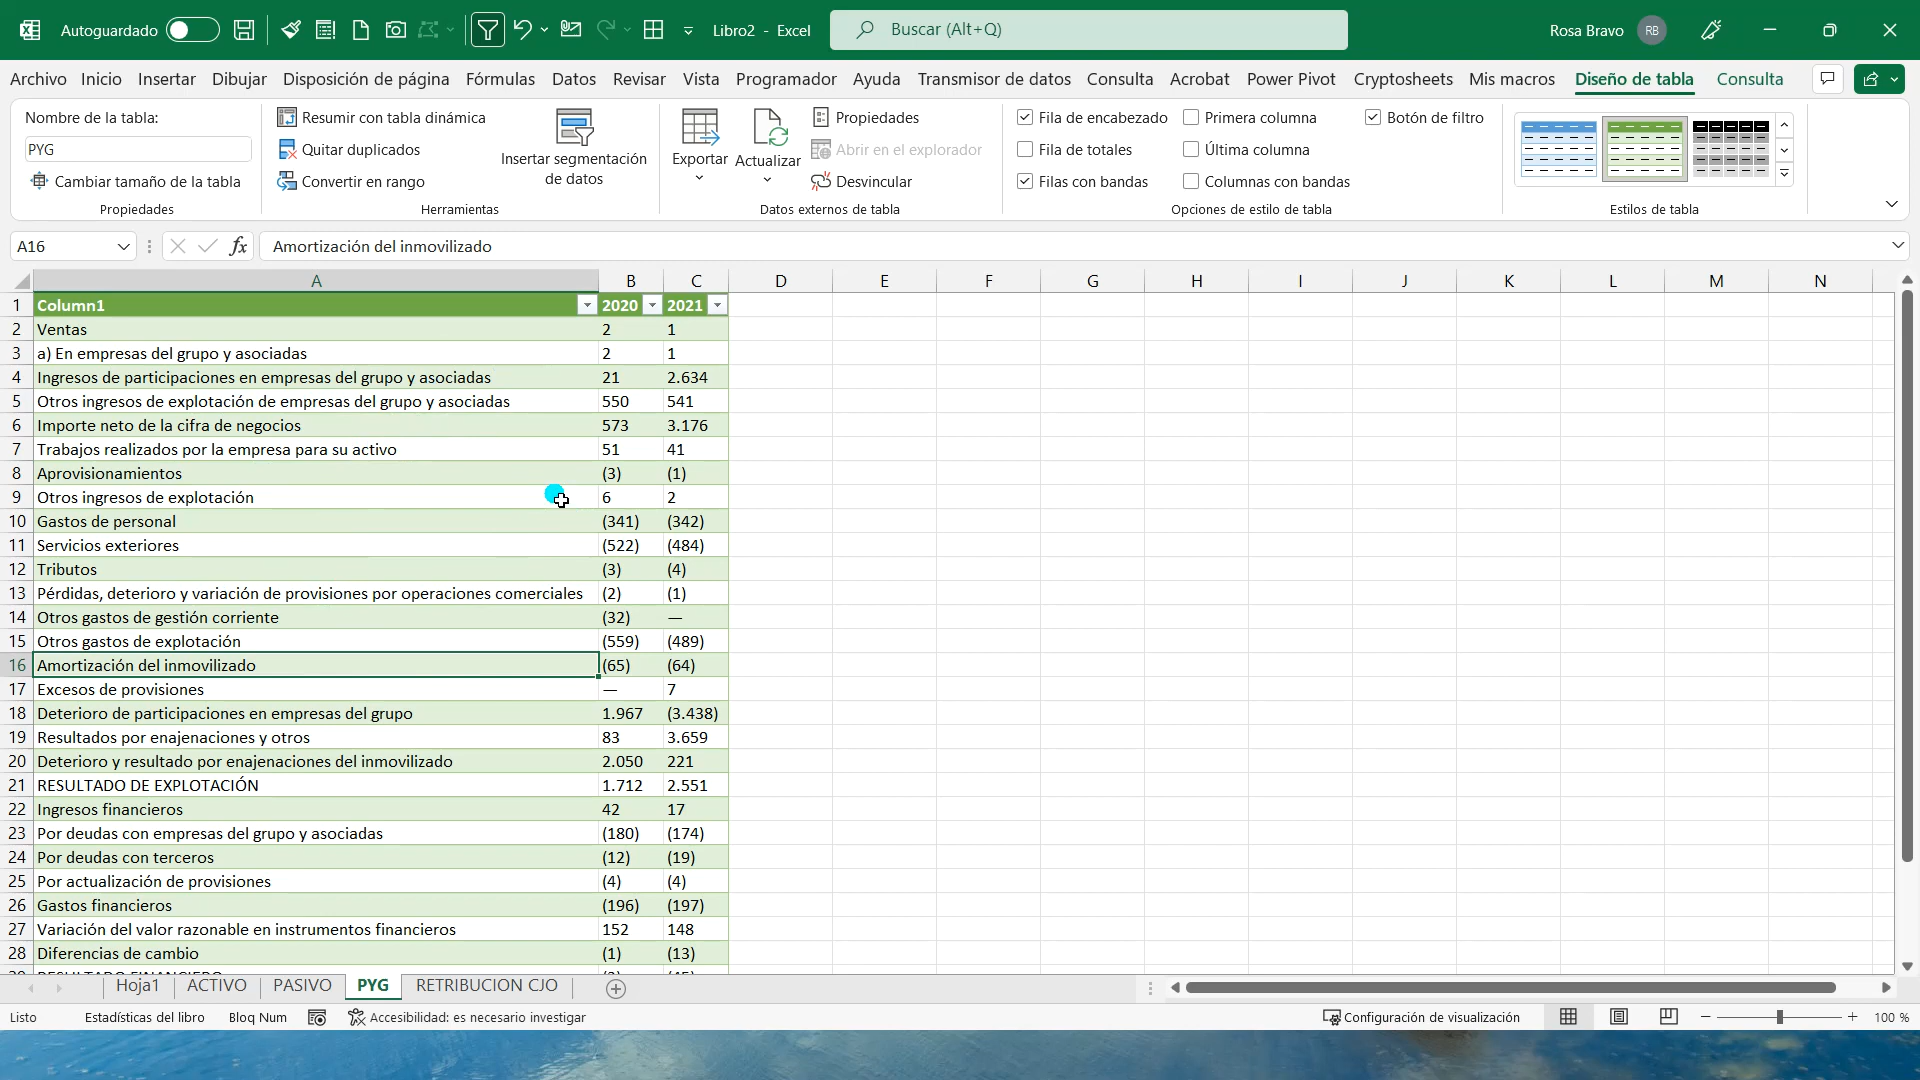 Autoguardado Libro2 - Excel Buscar (Alt+Q) Rosa Bravo RB
Archivo Inicio Insertar Dibujar Disposición de página Fórmulas Datos Revisar Vista Programador Ayuda Transmisor de datos Consulta Acrobat Power Pivot Cryptosheets Mis macros Diseño de tabla Consulta
Nombre de la tabla:
PYG
Cambiar tamaño de la tabla
Propiedades
Resumir con tabla dinámica
Quitar duplicados
Convertir en rango
Insertar segmentación
de datos
Herramientas
Exportar
Actualizar
Propiedades
Abrir en el explorador
Desvincular
Datos externos de tabla
Fila de encabezado Primera columna Botón de filtro
Fila de totales Última columna
Filas con bandas Columnas con bandas
Opciones de estilo de tabla
Estilos de tabla
A16 fx Amortización del inmovilizado
A B C D E F G H I J K L M N
1 Column1 2020 2021
2 Ventas 2 1
3 a) En empresas del grupo y asociadas 2 1
4 Ingresos de participaciones en empresas del grupo y asociadas 21 2.634
5 Otros ingresos de explotación de empresas del grupo y asociadas 550 541
6 Importe neto de la cifra de negocios 573 3.176
7 Trabajos realizados por la empresa para su activo 51 41
8 Aprovisionamientos (3) (1)
9 Otros ingresos de explotación 6 2
10 Gastos de personal (341) (342)
11 Servicios exteriores (522) (484)
12 Tributos (3) (4)
13 Pérdidas, deterioro y variación de provisiones por operaciones comerciales (2) (1)
14 Otros gastos de gestión corriente (32) —
15 Otros gastos de explotación (559) (489)
16 Amortización del inmovilizado (65) (64)
17 Excesos de provisiones — 7
18 Deterioro de participaciones en empresas del grupo 1.967 (3.438)
19 Resultados por enajenaciones y otros 83 3.659
20 Deterioro y resultado por enajenaciones del inmovilizado 2.050 221
21 RESULTADO DE EXPLOTACIÓN 1.712 2.551
22 Ingresos financieros 42 17
23 Por deudas con empresas del grupo y asociadas (180) (174)
24 Por deudas con terceros (12) (19)
25 Por actualización de provisiones (4) (4)
26 Gastos financieros (196) (197)
27 Variación del valor razonable en instrumentos financieros 152 148
28 Diferencias de cambio (1) (13)
Hoja1 ACTIVO PASIVO PYG RETRIBUCION CJO
Listo Estadísticas del libro Bloq Num Accesibilidad: es necesario investigar Configuración de visualización 100 %